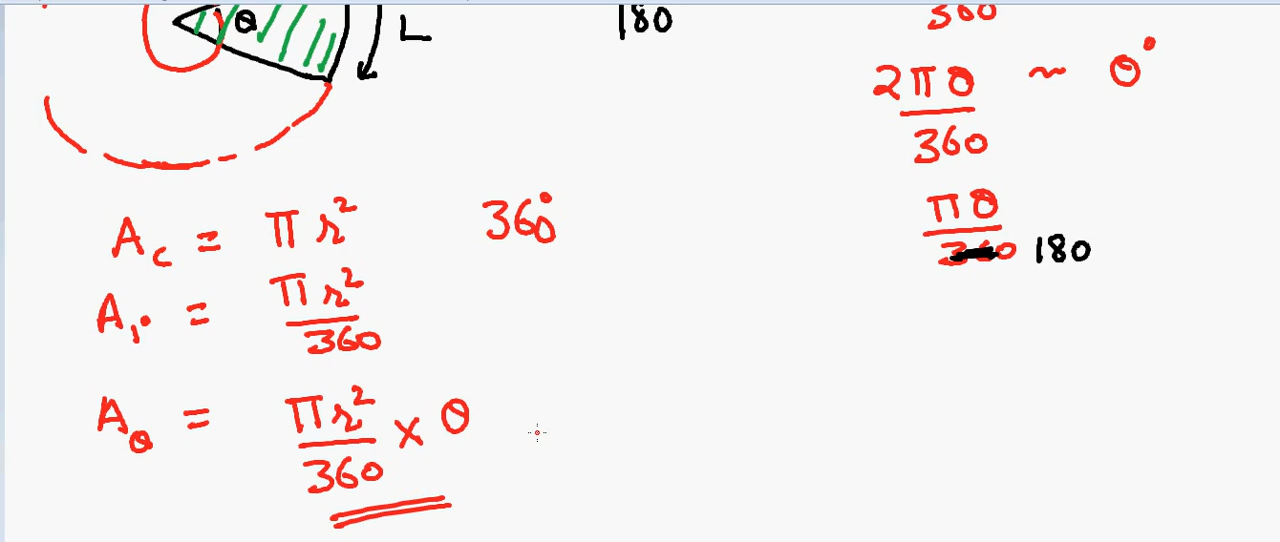 θ L 180
360
2πθ ~ θ°
360
πθ
360 180
A_c = πr² 360°
A_1° = πr²
360
A_θ = πr² × θ
360